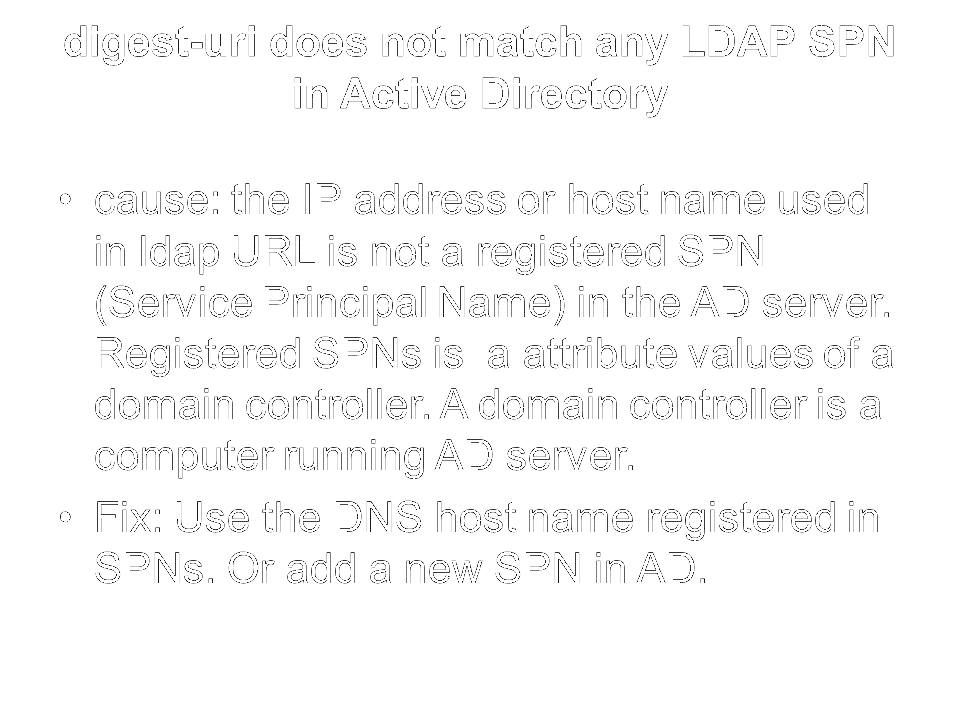 digest-uri does not match any LDAP SPN
in Active Directory
• cause: the IP address or host name used
in ldap URL is not a registered SPN
(Service Principal Name) in the AD server.
Registered SPNs is  a attribute values of a
domain controller. A domain controller is a
computer running AD server.
• Fix: Use the DNS host name registered in
SPNs. Or add a new SPN in AD.